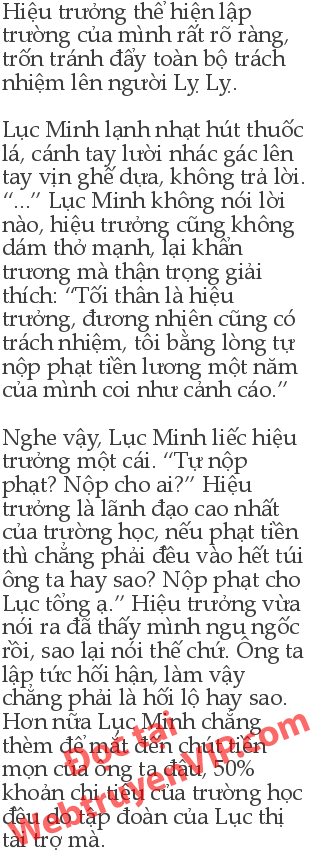 Hiệu trưởng thể hiện lập
trường của mình rất rõ ràng,
trốn tránh đẩy toàn bộ trách
nhiệm lên người Lỵ Lỵ.
Lục Minh lạnh nhạt hút thuốc
lá, cánh tay lười nhác gác lên
tay vịn ghế dựa, không trả lời.
“...” Lục Minh không nói lời
nào, hiệu trưởng cũng không
dám thở mạnh, lại khẩn
trương mà thận trọng giải
thích: “Tối thân là hiệu
trưởng, đương nhiên cũng có
trách nhiệm, tôi bằng lòng tự
nộp phạt tiền lương một năm
của mình coi như cảnh cáo.”
Nghe vậy, Lục Minh liếc hiệu
trưởng một cái. “Tự nộp
phạt? Nộp cho ai?” Hiệu
trưởng là lãnh đạo cao nhất
của trường học, nếu phạt tiền
thì chẳng phải đều vào hết túi
ông ta hay sao? Nộp phạt cho
Lục tổng ạ.” Hiệu trưởng vừa
nói ra đã thấy mình ngu ngốc
rồi, sao lại nói thế chứ. Ông ta
lập tức hối hận, làm vậy
chẳng phải là hối lộ hay sao.
Hơn nữa Lục Minh chẳng
thèm để mắt đến chút tiền
mọn của ông ta đâu, 50%
khoản chi tiêu của trường học
đều do tập đoàn của Lục thị
tài trợ mà.
Đọc tại
WebtruyenVIP.com